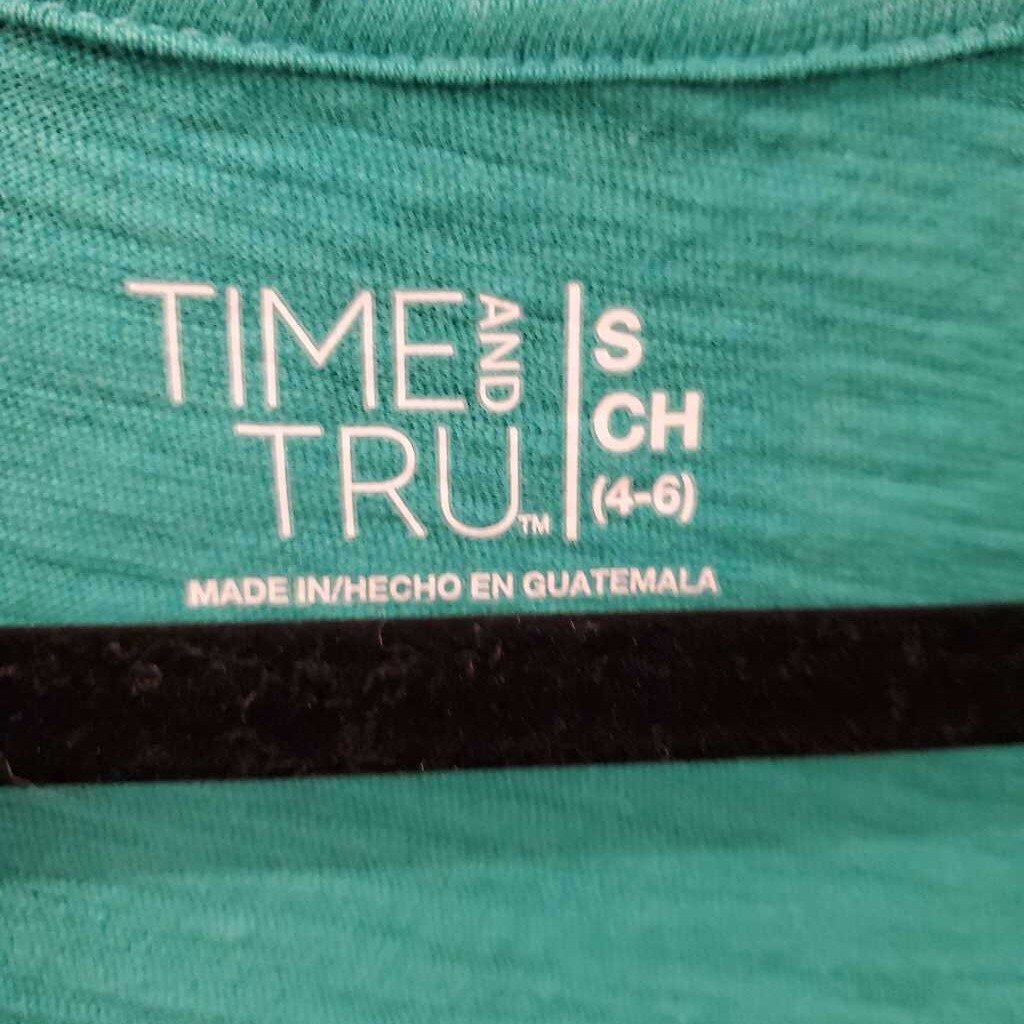 TIME AND
TRU™
S
CH
(4-6)
MADE IN/HECHO EN GUATEMALA